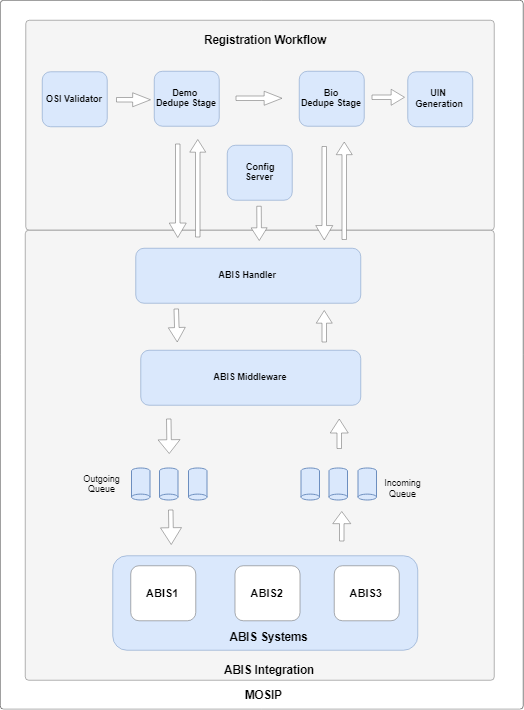 Registration Workflow
OSI Validator
Demo
Dedupe Stage
Bio
Dedupe Stage
UIN
Generation
Config
Server
ABIS Handler
ABIS Middleware
Outgoing
Queue
Incoming
Queue
ABIS1
ABIS2
ABIS3
ABIS Systems
ABIS Integration
MOSIP